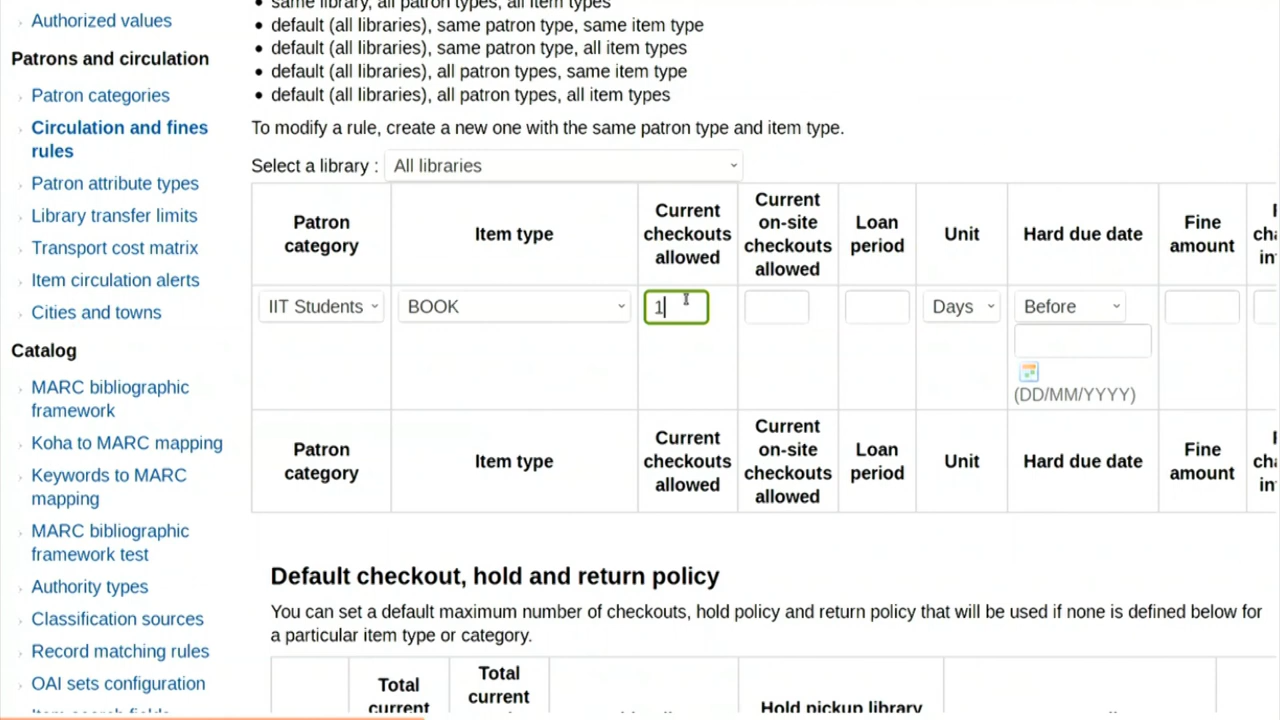 Authorized values
Patrons and circulation
Patron categories
Circulation and fines
rules
Patron attribute types
Library transfer limits
Transport cost matrix
Item circulation alerts
Cities and towns
Catalog
MARC bibliographic
framework
Koha to MARC mapping
Keywords to MARC
mapping
MARC bibliographic
framework test
Authority types
Classification sources
Record matching rules
OAI sets configuration
same library, all patron types, all item types
default (all libraries), same patron type, same item type
default (all libraries), same patron type, all item types
default (all libraries), all patron types, same item type
default (all libraries), all patron types, all item types
To modify a rule, create a new one with the same patron type and item type.
Select a library : All libraries
Patron
category
Item type
Current
checkouts
allowed
Current
on-site
checkouts
allowed
Loan
period
Unit
Hard due date
Fine
amount
IIT Students
BOOK
1
Days
Before
(DD/MM/YYYY)
Patron
category
Item type
Current
checkouts
allowed
Current
on-site
checkouts
allowed
Loan
period
Unit
Hard due date
Fine
amount
Default checkout, hold and return policy
You can set a default maximum number of checkouts, hold policy and return policy that will be used if none is defined below for
a particular item type or category.
Total
current
Total
current
Hold pickup library